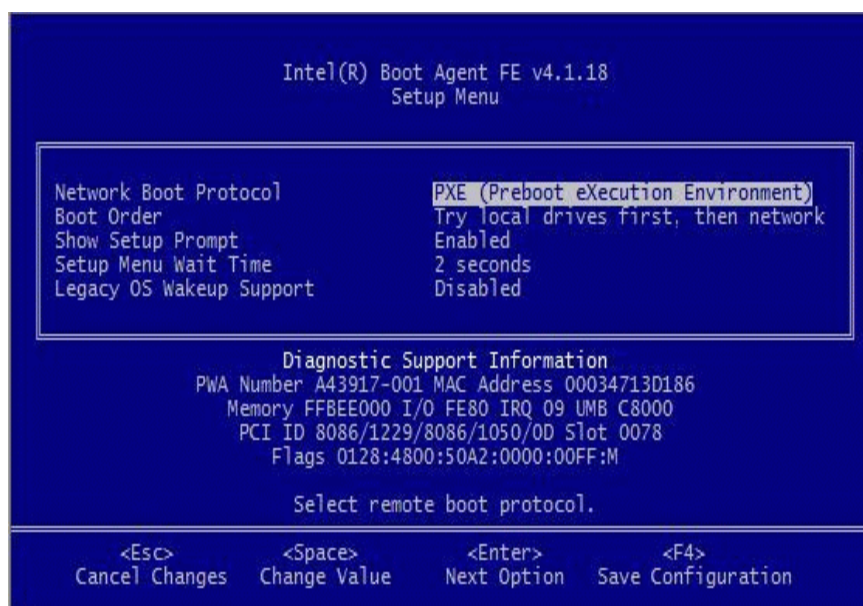 Intel(R) Boot Agent FE v4.1.18
Setup Menu
Network Boot Protocol PXE (Preboot eXecution Environment)
Boot Order Try local drives first, then network
Show Setup Prompt Enabled
Setup Menu Wait Time 2 seconds
Legacy OS Wakeup Support Disabled
Diagnostic Support Information
PWA Number A43917-001 MAC Address 00034713D186
Memory FFBEE000 I/O FE80 IRQ 09 UMB C8000
PCI ID 8086/1229/8086/1050/0D Slot 0078
Flags 0128:4800:50A2:0000:00FF:M
Select remote boot protocol.
<Esc> <Space> <Enter> <F4>
Cancel Changes Change Value Next Option Save Configuration